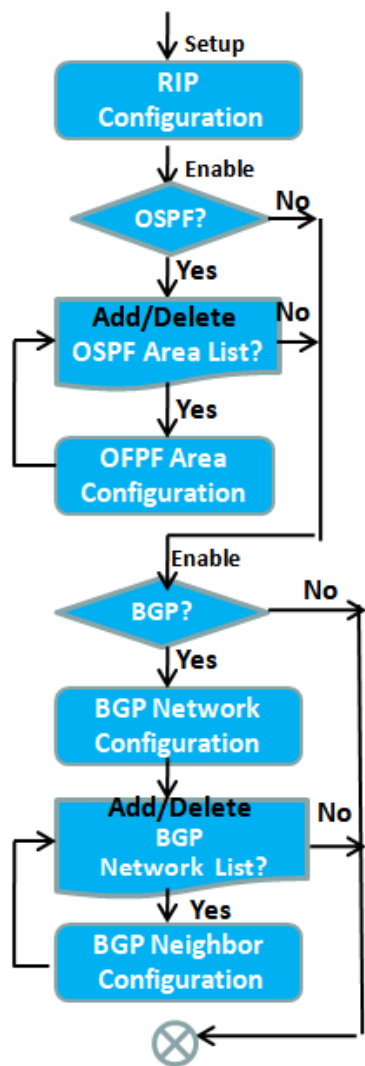 Setup
RIP
Configuration
Enable
OSPF?
No
Yes
Add/Delete
OSPF Area List?
No
Yes
OFPF Area
Configuration
Enable
BGP?
No
Yes
BGP Network
Configuration
Add/Delete
BGP
Network List?
No
Yes
BGP Neighbor
Configuration